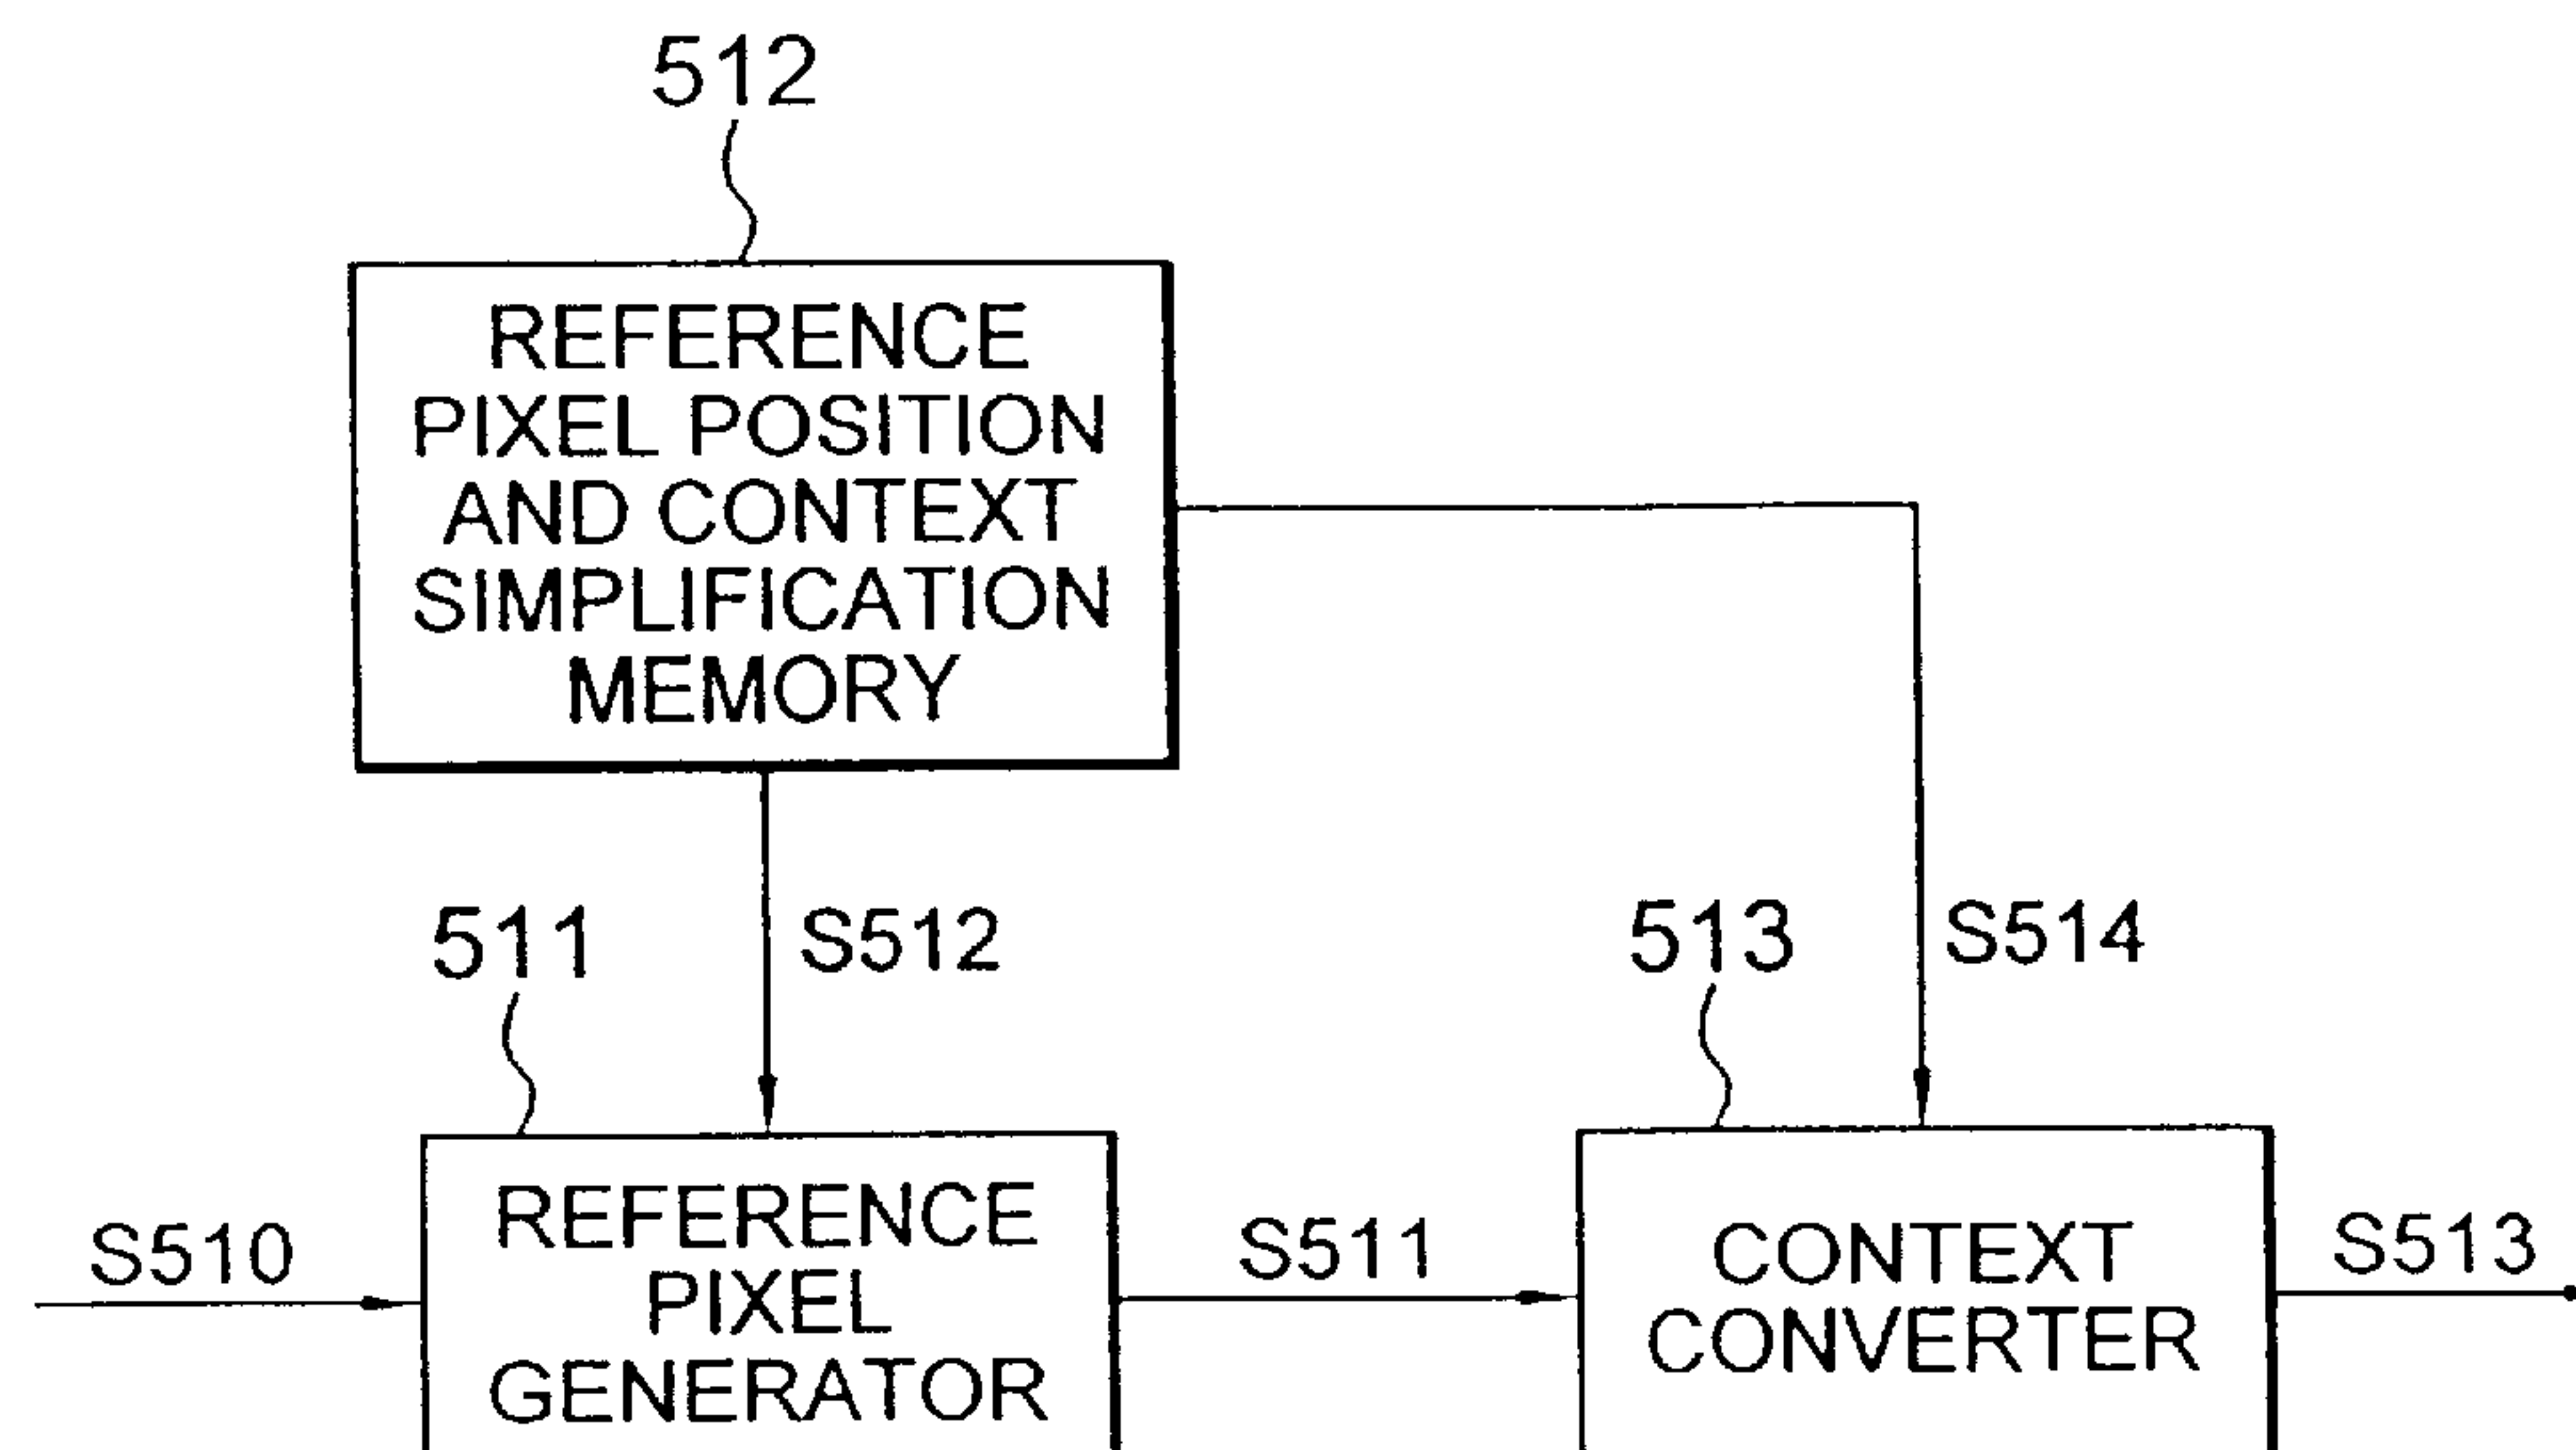 512
REFERENCE
PIXEL POSITION
AND CONTEXT
SIMPLIFICATION
MEMORY
511
S512
513
S514
S510
REFERENCE
PIXEL
GENERATOR
S511
CONTEXT
CONVERTER
S513